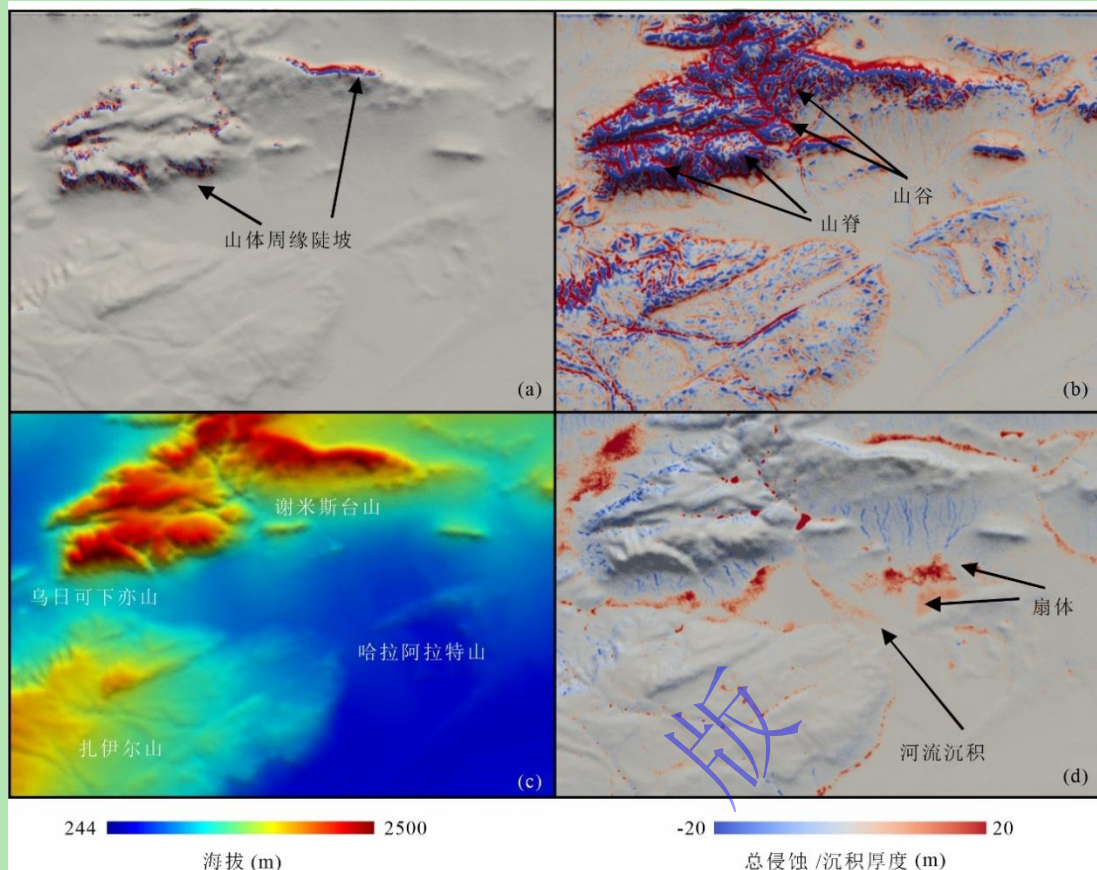 山体周缘陡坡
(a)
山谷
山脊
(b)
谢米斯台山
乌日可下亦山
哈拉阿拉特山
扎伊尔山
(c)
扇体
河流沉积
(d)
版
244 2500
海拔 (m)
-20 20
总侵蚀 /沉积厚度 (m)